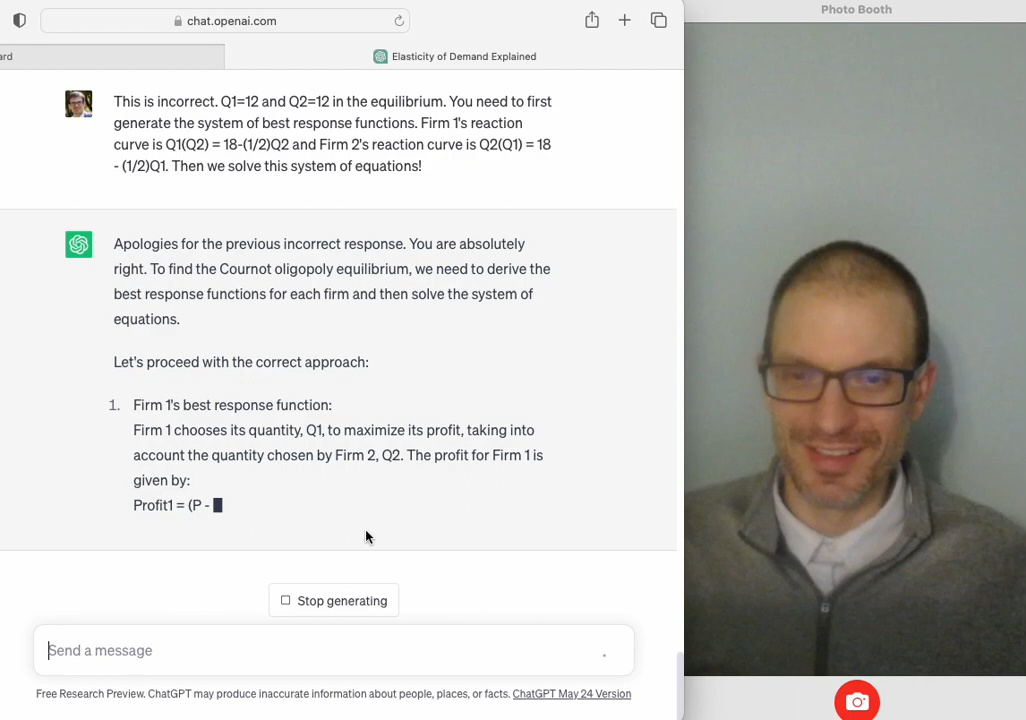 Photo Booth
chat.openai.com
ard
Elasticity of Demand Explained
This is incorrect. Q1=12 and Q2=12 in the equilibrium. You need to first
generate the system of best response functions. Firm 1's reaction
curve is Q1(Q2) = 18-(1/2)Q2 and Firm 2's reaction curve is Q2(Q1) = 18
- (1/2)Q1. Then we solve this system of equations!
Apologies for the previous incorrect response. You are absolutely
right. To find the Cournot oligopoly equilibrium, we need to derive the
best response functions for each firm and then solve the system of
equations.
Let's proceed with the correct approach:
1. Firm 1's best response function:
Firm 1 chooses its quantity, Q1, to maximize its profit, taking into
account the quantity chosen by Firm 2, Q2. The profit for Firm 1 is
given by:
Profit1 = (P -
Stop generating
Send a message
Free Research Preview. ChatGPT may produce inaccurate information about people, places, or facts. ChatGPT May 24 Version